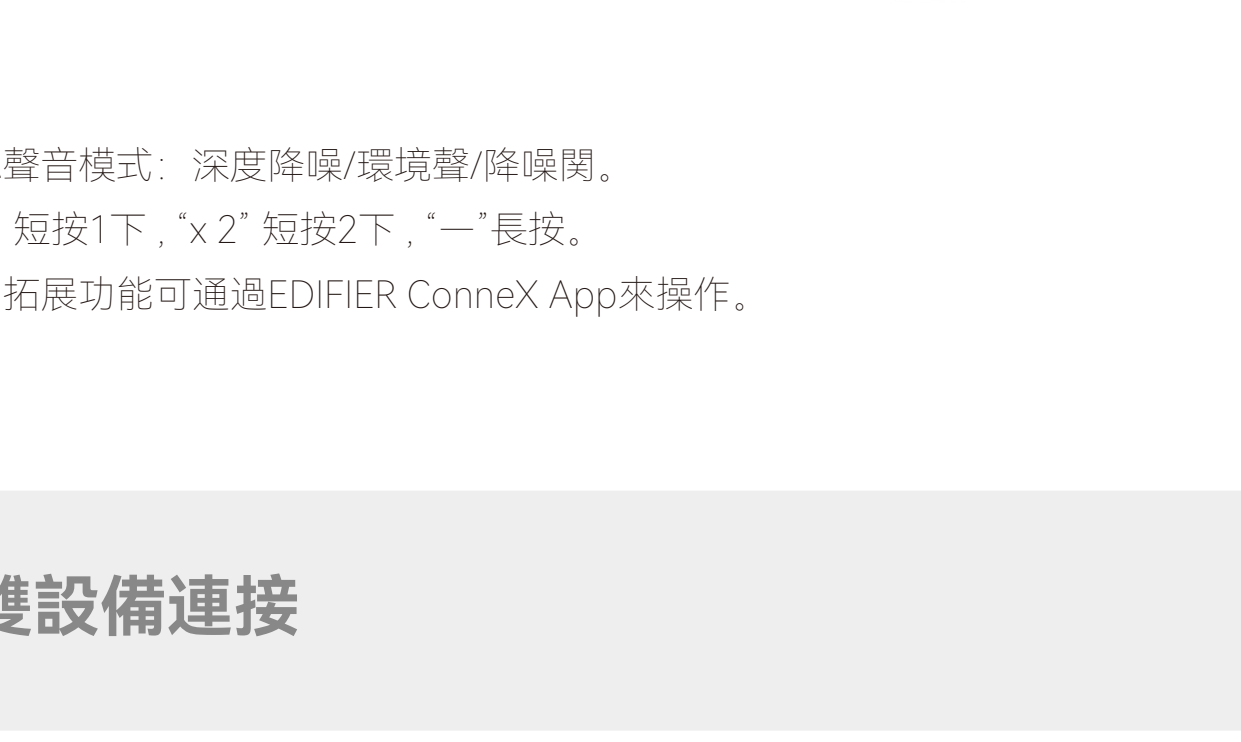 聲音模式：深度降噪/環境聲/降噪関。
短按1下 , “x 2” 短按2下 , “—”長按。
拓展功能可通過EDIFIER ConneX App來操作。
雙設備連接